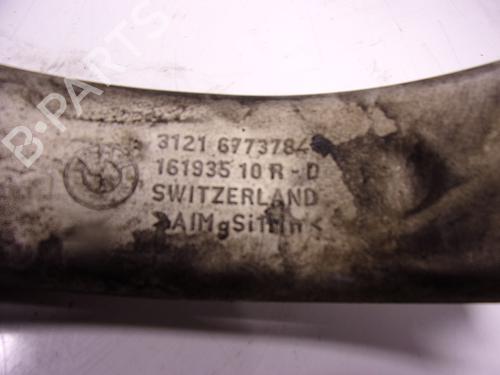 B-PARTS
3121 6773784
161935 10 R - D
SWITZERLAND
>AlMgSi1Mn<